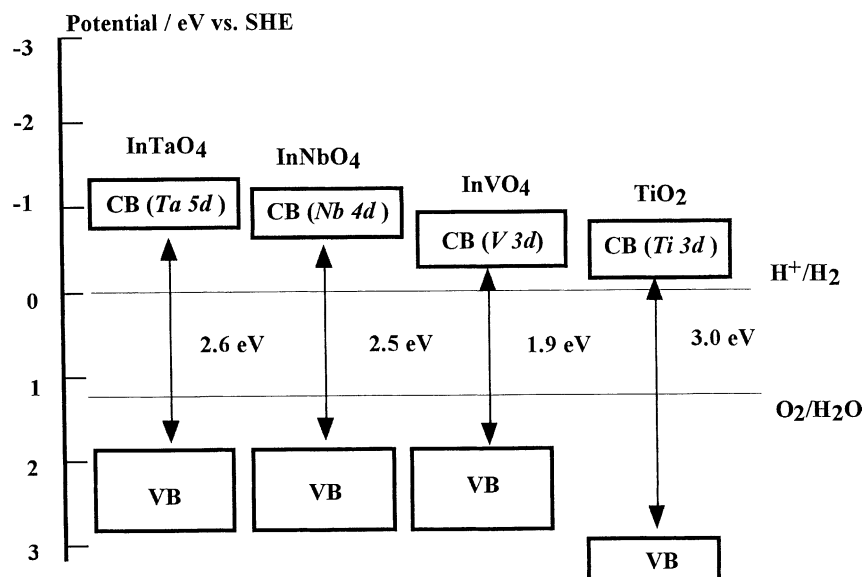 Potential / eV vs. SHE
-3
-2
InTaO4
InNbO4
InVO4
TiO2
-1
CB (Ta 5d )
CB (Nb 4d )
CB (V 3d)
CB (Ti 3d )
H+/H2
0
2.6 eV
2.5 eV
1.9 eV
3.0 eV
1
O2/H2O
2
VB
VB
VB
3
VB